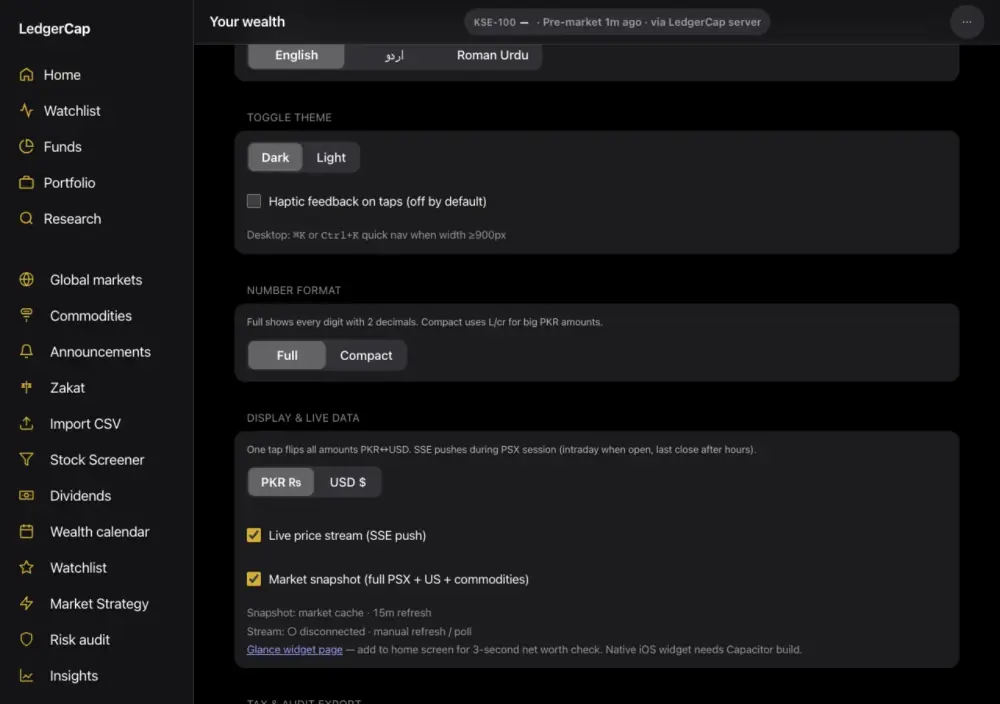 LedgerCap
Home
Watchlist
Funds
Portfolio
Research
Global markets
Commodities
Announcements
Zakat
Import CSV
Stock Screener
Dividends
Wealth calendar
Watchlist
Market Strategy
Risk audit
Insights
Your wealth
KSE-100 — · Pre-market 1m ago · via LedgerCap server
...
English اردو Roman Urdu
TOGGLE THEME
Dark Light
Haptic feedback on taps (off by default)
Desktop: ⌘K or Ctrl+K quick nav when width ≥900px
NUMBER FORMAT
Full shows every digit with 2 decimals. Compact uses L/cr for big PKR amounts.
Full Compact
DISPLAY & LIVE DATA
One tap flips all amounts PKR↔USD. SSE pushes during PSX session (intraday when open, last close after hours).
PKR ₨ USD $
Live price stream (SSE push)
Market snapshot (full PSX + US + commodities)
Snapshot: market cache · 15m refresh
Stream: ○ disconnected · manual refresh / poll
Glance widget page — add to home screen for 3-second net worth check. Native iOS widget needs Capacitor build.
TAX & AUDIT EXPORT